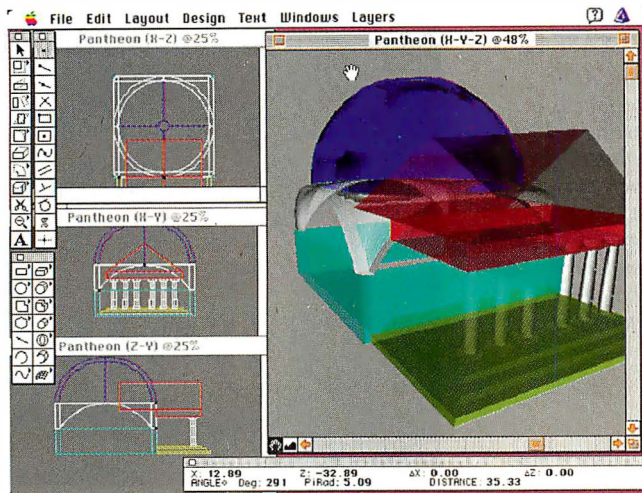 File Edit Layout Design Text Windows Layers
Pantheon (X-Z) @25%
Pantheon (X-Y-Z) @48%
A
Pantheon (X-Y) @25%
Pantheon (Z-Y) @25%
X: 12.89 Z: -32.89 ΔX: 0.00 ΔZ: 0.00
ANGLE◊ Deg: 291 PiRad: 5.09 DISTANCE: 35.33